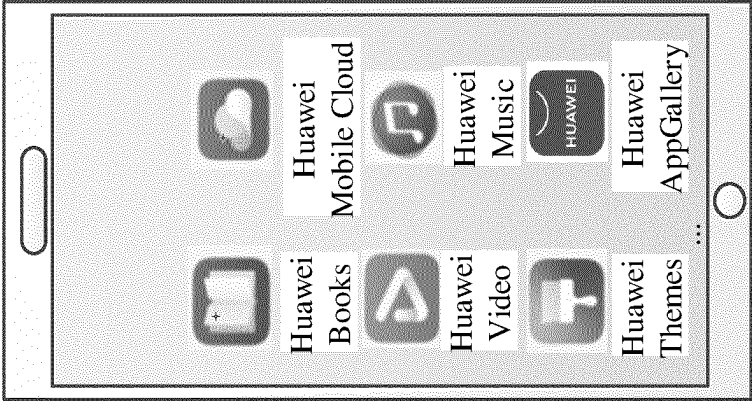 Huawei
Books
Huawei
Mobile Cloud
Huawei
Video
Huawei
Music
Huawei
Themes
HUAWEI
Huawei
AppGallery
...